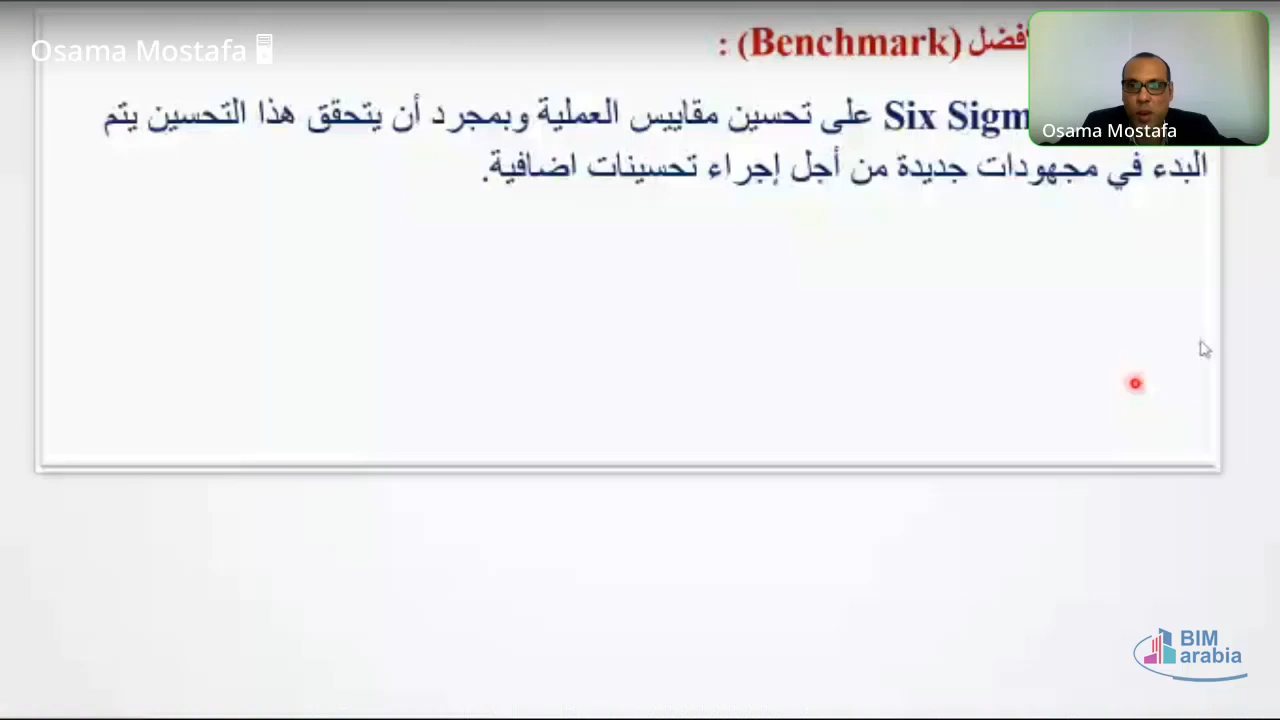 Osama Mostafa
(Benchmark) :
على تحسين مقاييس العملية وبمجرد أن يتحقق هذا التحسين يتم
البدء في مجهودات جديدة من أجل إجراء تحسينات اضافية.
Osama Mostafa
BIM
arabia